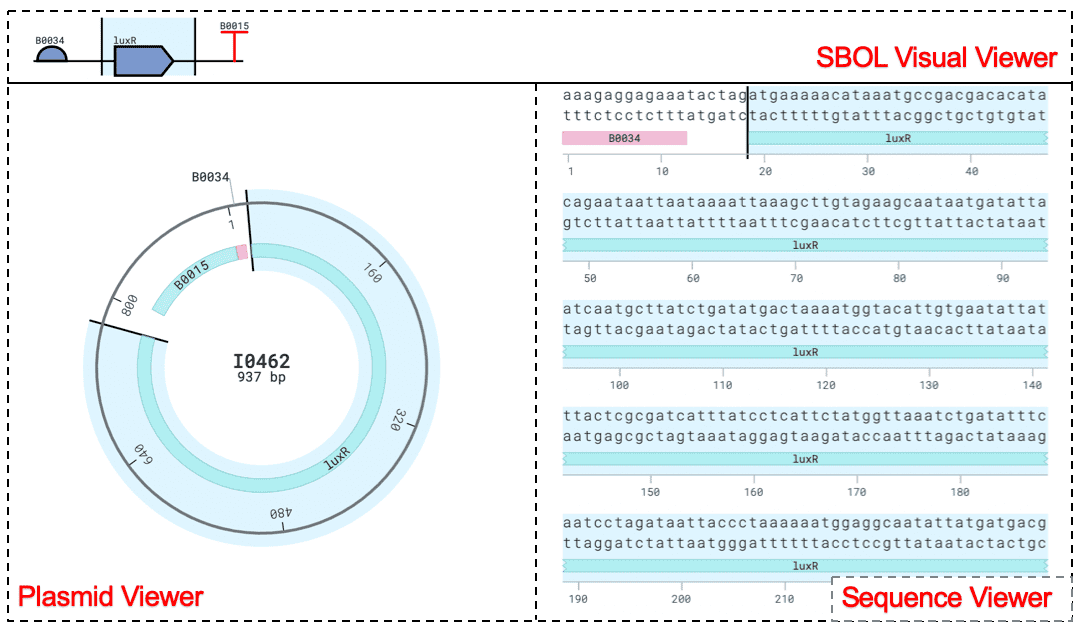 B0034
luxR
B0015
SBOL Visual Viewer
B0034
1
160
320
480
640
800
B0015
luxR
I0462
937 bp
Plasmid Viewer
aaagaggagaaatactagatgaaaaacataaatgccgacgacacata
tttctcctctttatgatctactttttgtatttacggctgctgtgtat
B0034 luxR
1 10 20 30 40
cagaataattaataaaattaaagcttgtagaagcaataatgatatta
gtcttattaattattttaatttcgaacatcttcgttattactataat
luxR
50 60 70 80 90
atcaatgcttatctgatatgactaaaatggtacattgtgaatattat
tagttacgaatagactatactgattttaccatgtaacacttataata
luxR
100 110 120 130 140
ttactcgcgatcatttatcctcattctatggttaaatctgatatttc
aatgagcgctagtaaataggagtaagataccaatttagactataaag
luxR
150 160 170 180
aatcctagataattaccctaaaaaatggaggcaatattatgatgacg
ttaggatctattaatgggattttttacctccgttataatactactgc
luxR
190 200 210
Sequence Viewer